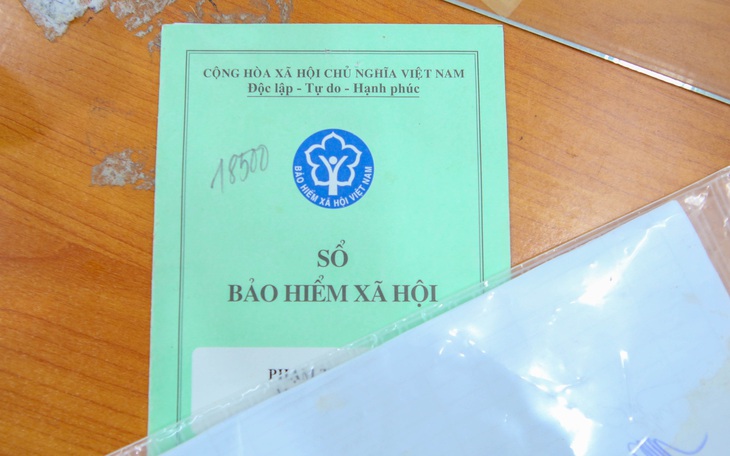 CỘNG HÒA XÃ HỘI CHỦ NGHĨA VIỆT NAM
Độc lập - Tự do - Hạnh phúc
18500
BẢO HIỂM XÃ HỘI VIỆT NAM
SỔ
BẢO HIỂM XÃ HỘI
PHẠM